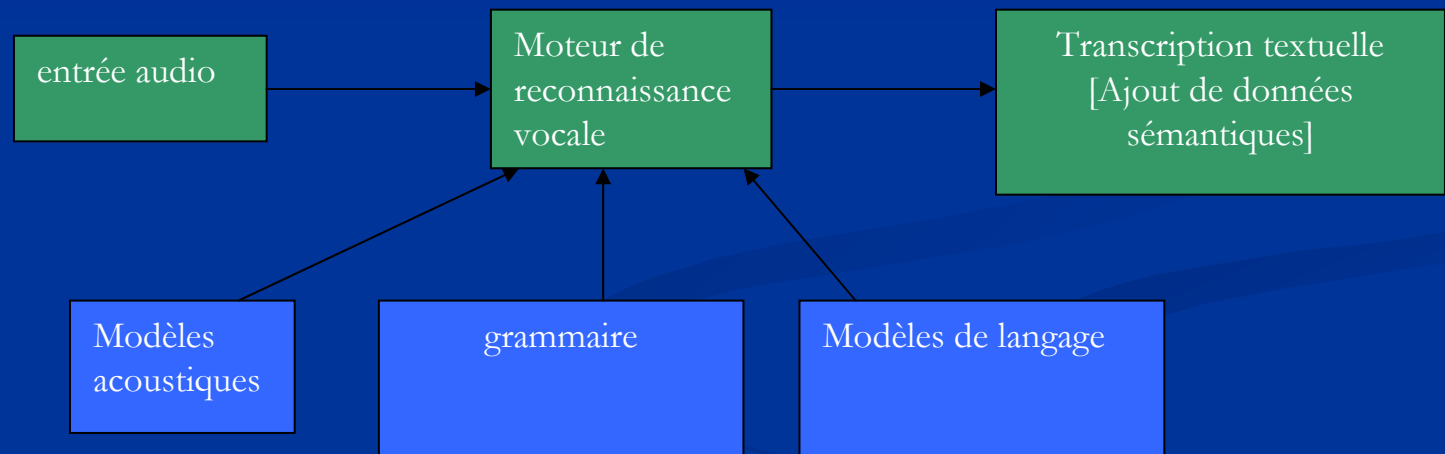 entrée audio
Moteur de
reconnaissance
vocale
Transcription textuelle
[Ajout de données
sémantiques]
Modèles
acoustiques
grammaire
Modèles de langage